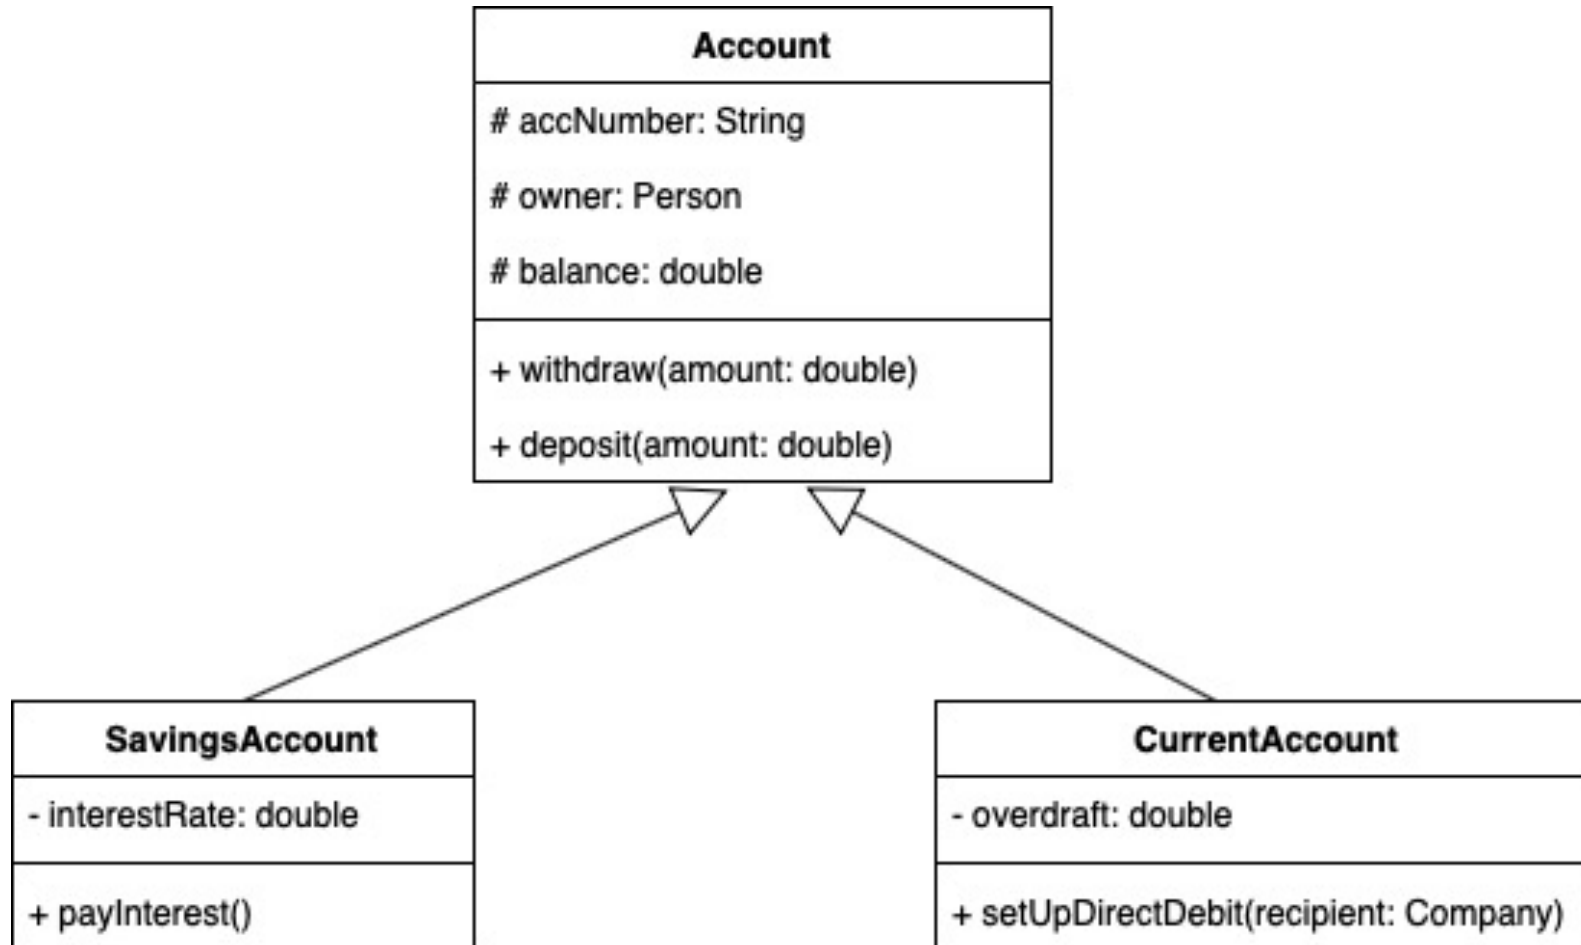 Account
# accNumber: String
# owner: Person
# balance: double
+ withdraw(amount: double)
+ deposit(amount: double)
SavingsAccount
- interestRate: double
+ payInterest()
CurrentAccount
- overdraft: double
+ setUpDirectDebit(recipient: Company)